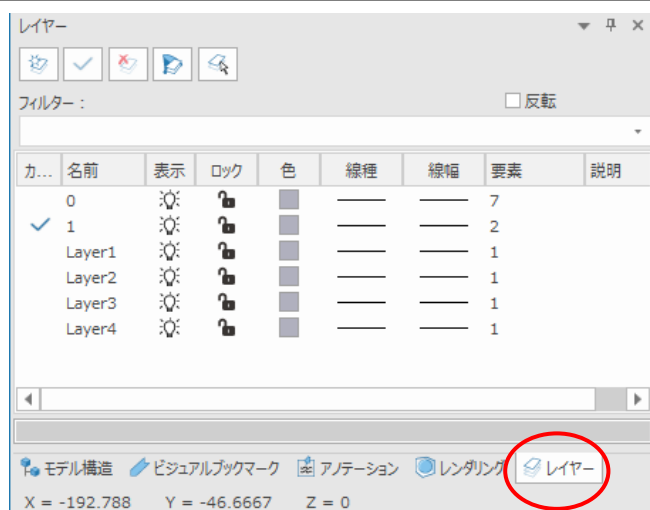 レイヤー
フィルター :
反転
カ... 名前 表示 ロック 色 線種 線幅 要素 説明
0 7
1 2
Layer1 1
Layer2 1
Layer3 1
Layer4 1
モデル構造 ビジュアルブックマーク アノテーション レンダリング レイヤー
X = -192.788 Y = -46.6667 Z = 0